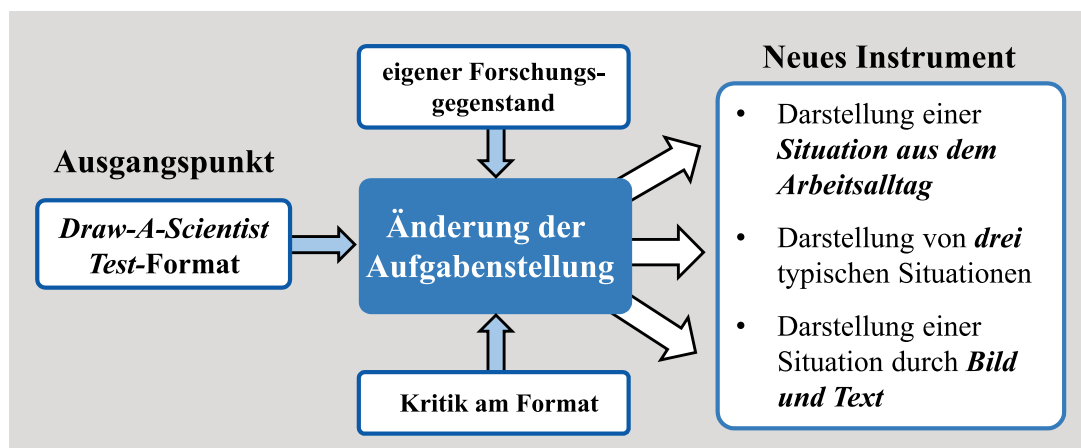 Ausgangspunkt
Draw-A-Scientist
Test-Format
eigener Forschungs-
gegenstand
Änderung der
Aufgabenstellung
Kritik am Format
Neues Instrument
• Darstellung einer
Situation aus dem
Arbeitsalltag
• Darstellung von drei
typischen Situationen
• Darstellung einer
Situation durch Bild
und Text